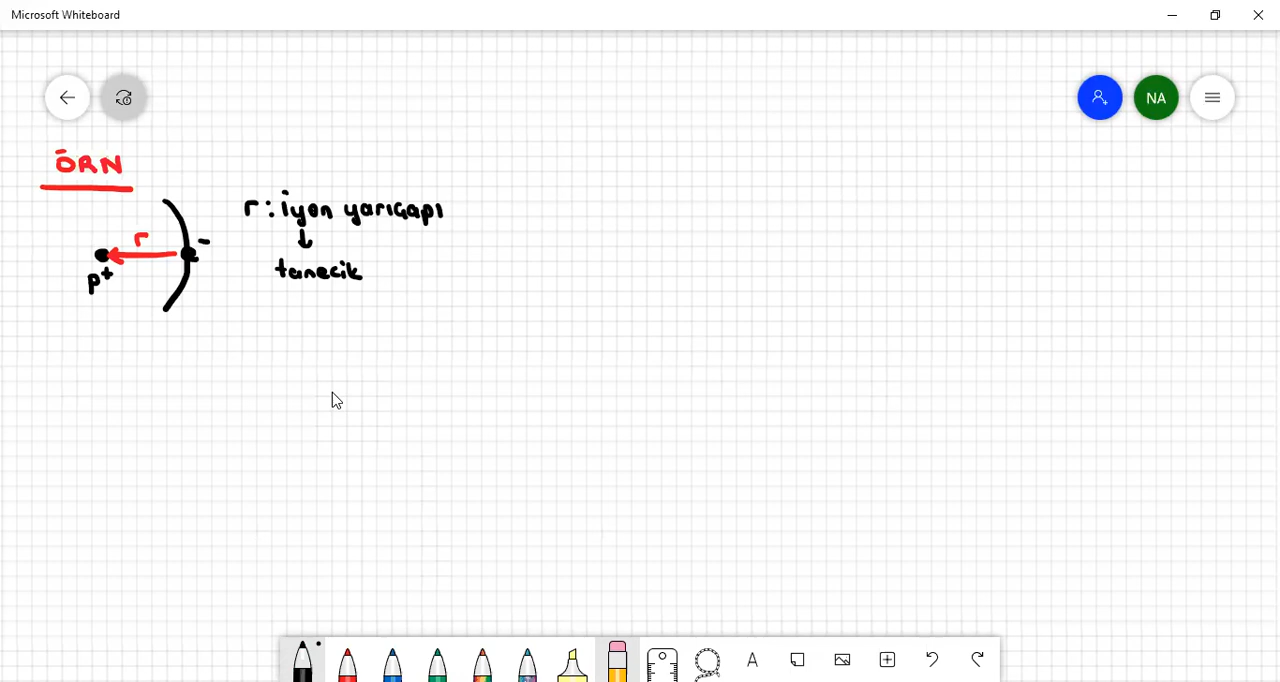 Microsoft Whiteboard
NA
ÖRN
r : iyon yarıçapı
r
-
p+
tanecik
A